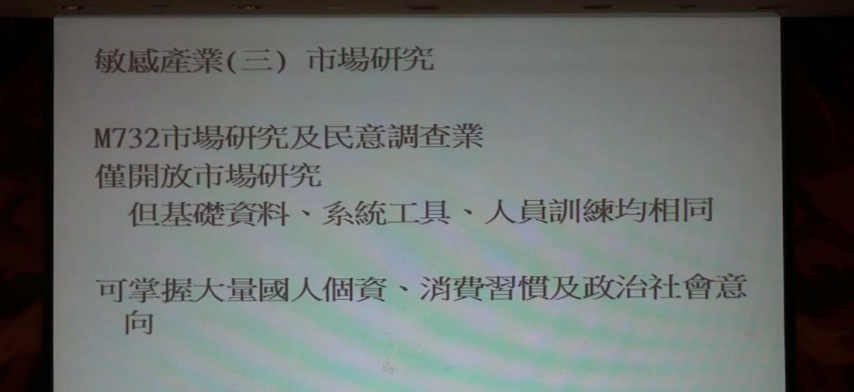 敏感產業(三) 市場研究
M732市場研究及民意調查業
僅開放市場研究
但基礎資料、系統工具、人員訓練均相同
可掌握大量國人個資、消費習慣及政治社會意
向